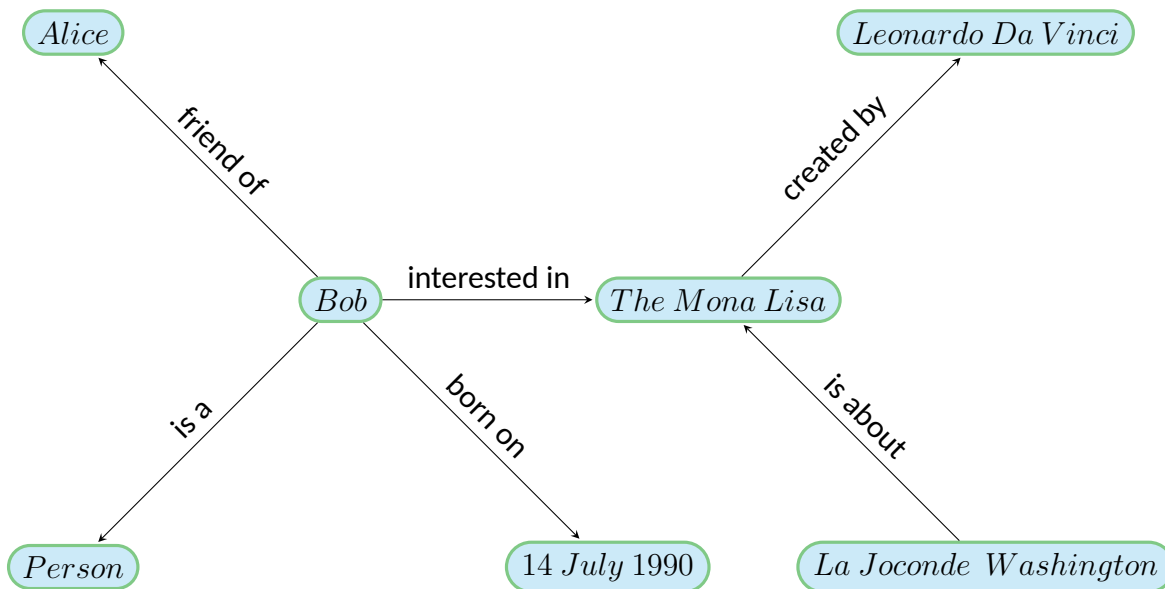 Alice
Leonardo Da Vinci
friend of
created by
interested in
Bob
The Mona Lisa
is a
born on
is about
Person
14 July 1990
La Joconde Washington